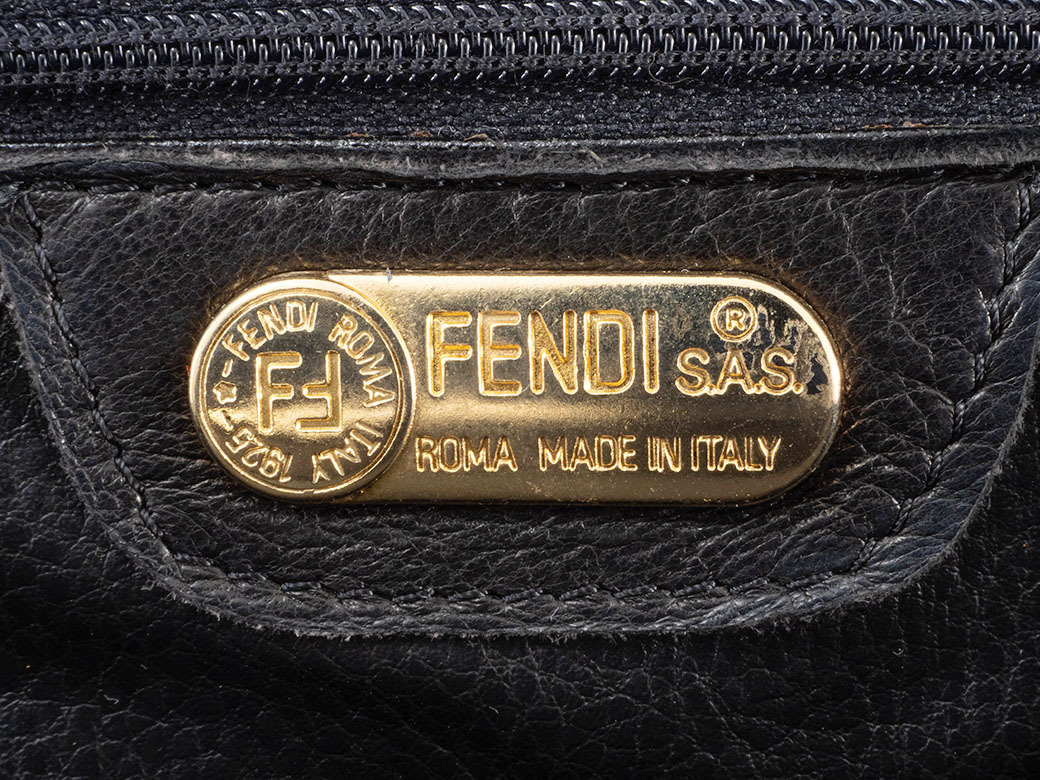 FENDI ROMA ITALY 1925
FF
FENDI® S.A.S.
ROMA MADE IN ITALY